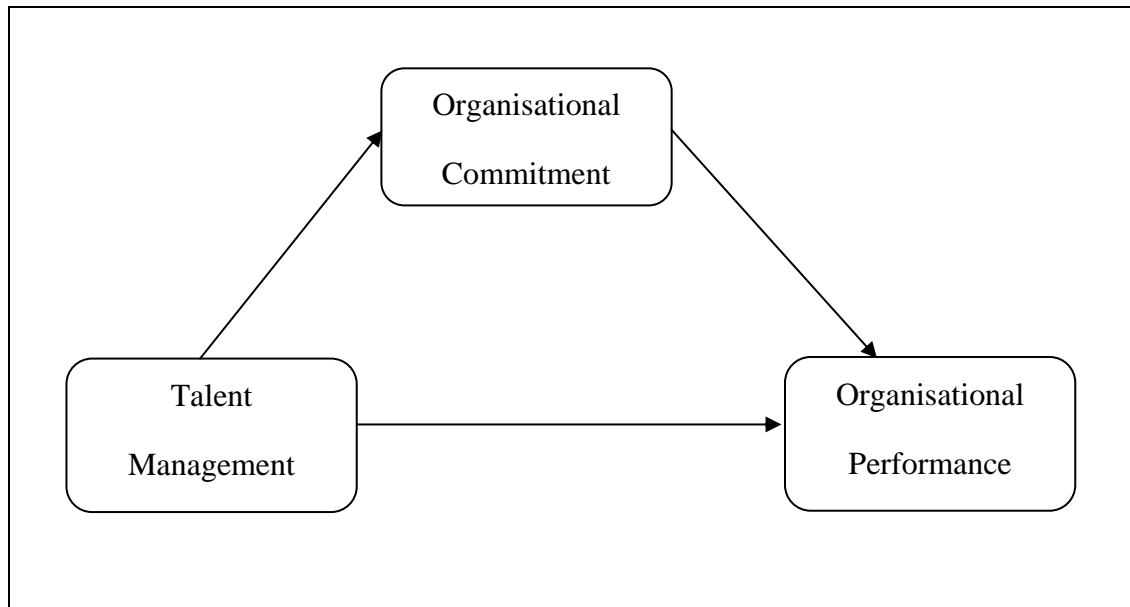 Organisational
Commitment
Talent
Management
Organisational
Performance